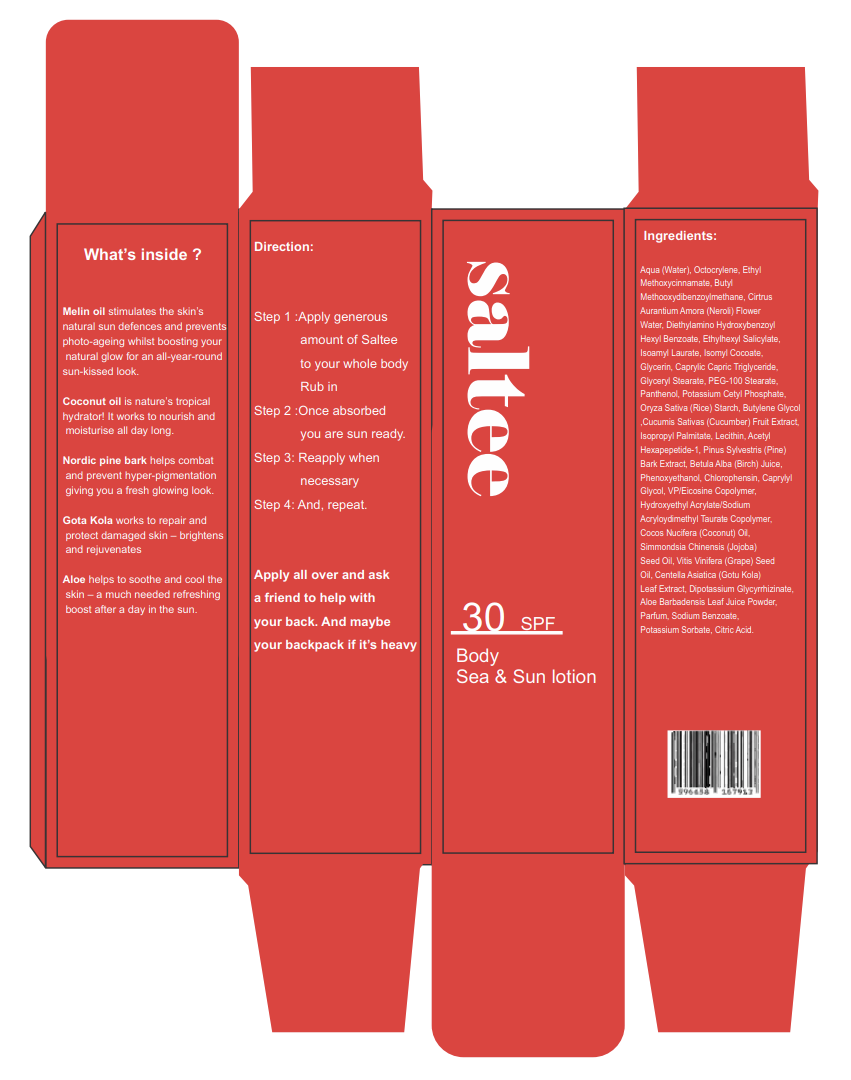 What's inside ?
Melin oil stimulates the skin's
natural sun defences and prevents
photo-ageing whilst boosting your
natural glow for an all-year-round
sun-kissed look.
Coconut oil is nature's tropical
hydrator! It works to nourish and
moisturise all day long.
Nordic pine bark helps combat
and prevent hyper-pigmentation
giving you a fresh glowing look.
Gota Kola works to repair and
protect damaged skin – brightens
and rejuvenates
Aloe helps to soothe and cool the
skin – a much needed refreshing
boost after a day in the sun.
Direction:
Step 1 :Apply generous
amount of Saltee
to your whole body
Rub in
Step 2 :Once absorbed
you are sun ready.
Step 3: Reapply when
necessary
Step 4: And, repeat.
Apply all over and ask
a friend to help with
your back. And maybe
your backpack if it's heavy
saltee
30 SPF
Body
Sea & Sun lotion
Ingredients:
Aqua (Water), Octocrylene, Ethyl
Methoxycinnamate, Butyl
Methooxydibenzoylmethane, Cirtrus
Aurantium Amora (Neroli) Flower
Water, Diethylamino Hydroxybenzoyl
Hexyl Benzoate, Ethylhexyl Salicylate,
Isoamyl Laurate, Isomyl Cocoate,
Glycerin, Caprylic Capric Triglyceride,
Glyceryl Stearate, PEG-100 Stearate,
Panthenol, Potassium Cetyl Phosphate,
Oryza Sativa (Rice) Starch, Butylene Glycol
,Cucumis Sativas (Cucumber) Fruit Extract,
Isopropyl Palmitate, Lecithin, Acetyl
Hexapepetide-1, Pinus Sylvestris (Pine)
Bark Extract, Betula Alba (Birch) Juice,
Phenoxyethanol, Chlorophensin, Caprylyl
Glycol, VP/Eicosine Copolymer,
Hydroxyethyl Acrylate/Sodium
Acryloydimethyl Taurate Copolymer,
Cocos Nucifera (Coconut) Oil,
Simmondsia Chinensis (Jojoba)
Seed Oil, Vitis Vinifera (Grape) Seed
Oil, Centella Asiatica (Gotu Kola)
Leaf Extract, Dipotassium Glycyrrhizinate,
Aloe Barbadensis Leaf Juice Powder,
Parfum, Sodium Benzoate,
Potassium Sorbate, Citric Acid.